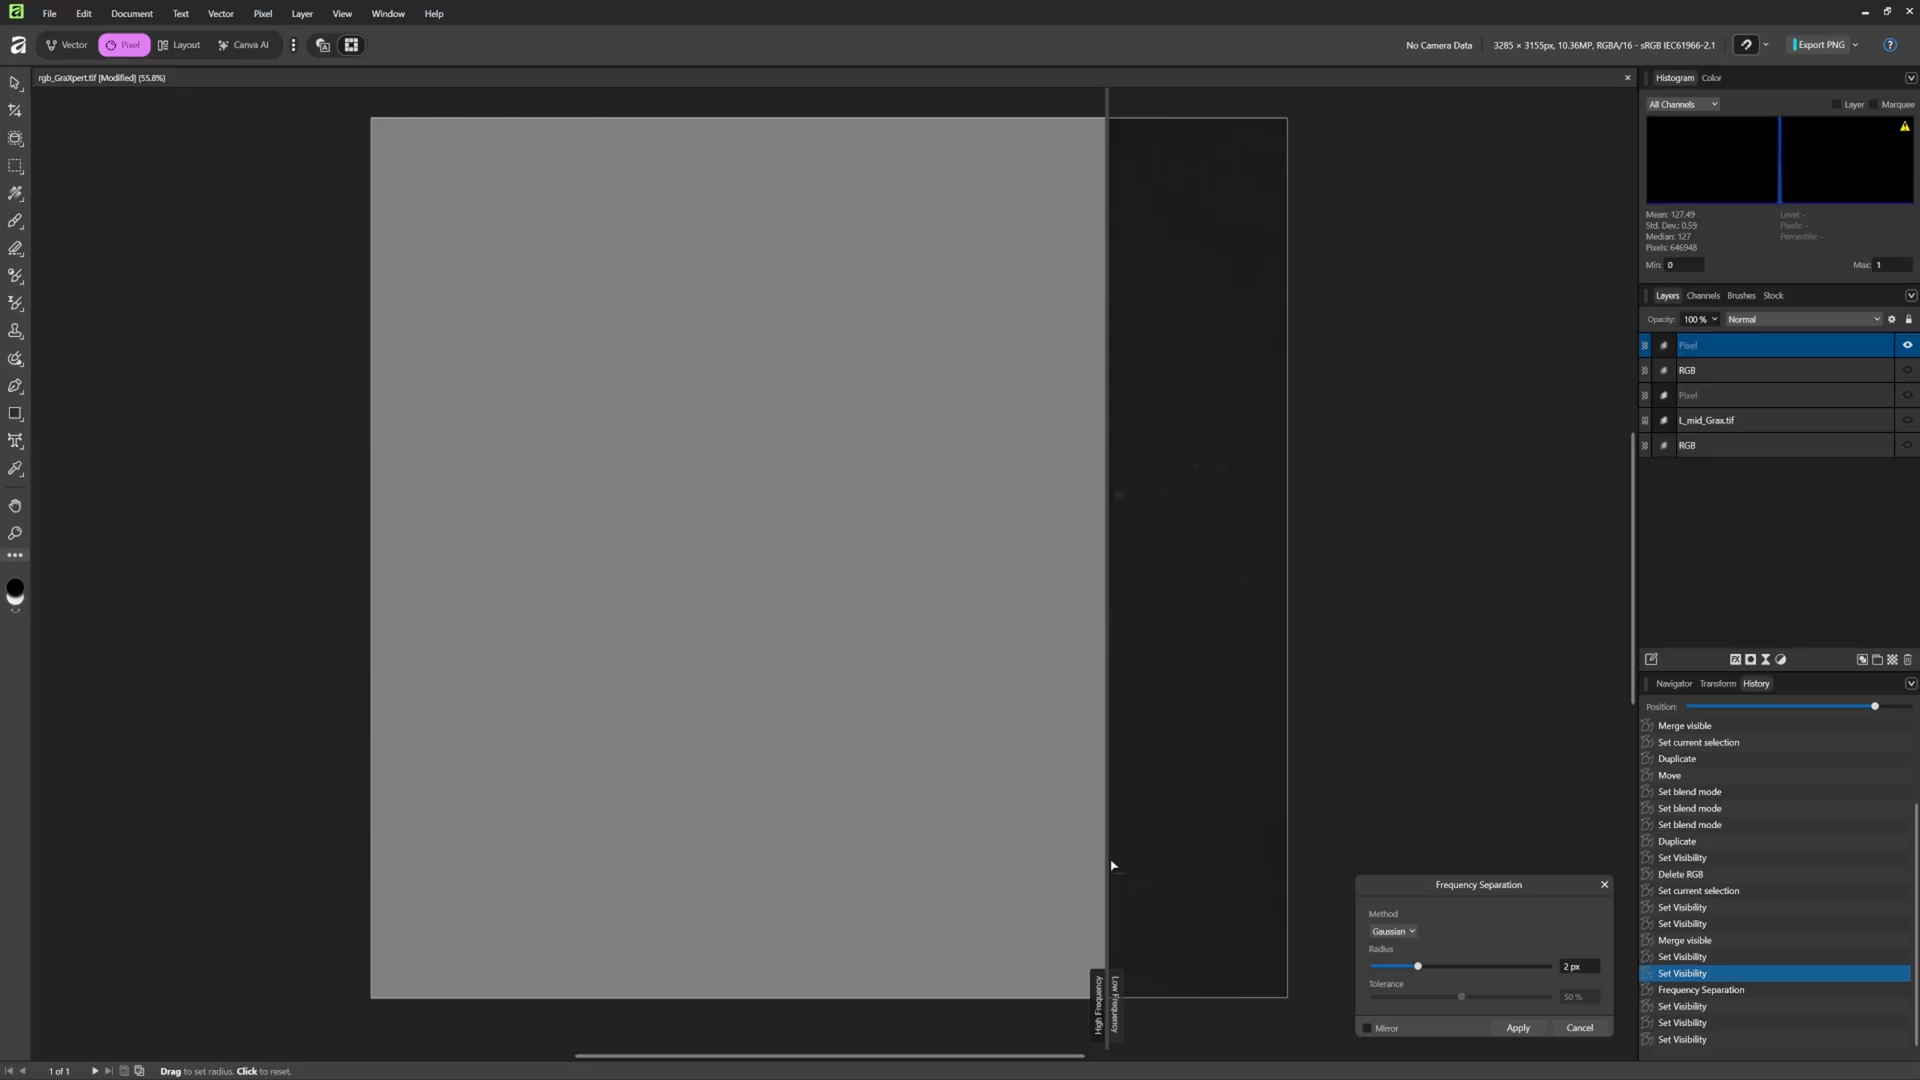 File Edit Document Text Vector Pixel Layer View Window Help
Vector Pixel Layout Canva AI
No Camera Data 3285 × 3155px, 10.36MP, RGBA/16 - sRGB IEC61966-2.1 Export PNG
rgb_GraXpert.tif [Modified] (55.8%)
Histogram Color
All Channels Layer Marquee
Mean: 127.49 Level: -
Std. Dev.: 0.59 Pixels: -
Median: 127 Percentile: -
Pixels: 646948
Min: 0 Max: 1
Layers Channels Brushes Stock
Opacity: 100 % Normal
Pixel
RGB
Pixel
L_mid_Grax.tif
RGB
Navigator Transform History
Position:
Merge visible
Set current selection
Duplicate
Move
Set blend mode
Set blend mode
Set blend mode
Duplicate
Set Visibility
Delete RGB
Set current selection
Set Visibility
Set Visibility
Merge visible
Set Visibility
Set Visibility
Frequency Separation
Set Visibility
Set Visibility
Set Visibility
High Frequency
Low Frequency
Frequency Separation
Method
Gaussian
Radius
2 px
Tolerance
50 %
Mirror Apply Cancel
1 of 1 Drag to set radius. Click to reset.